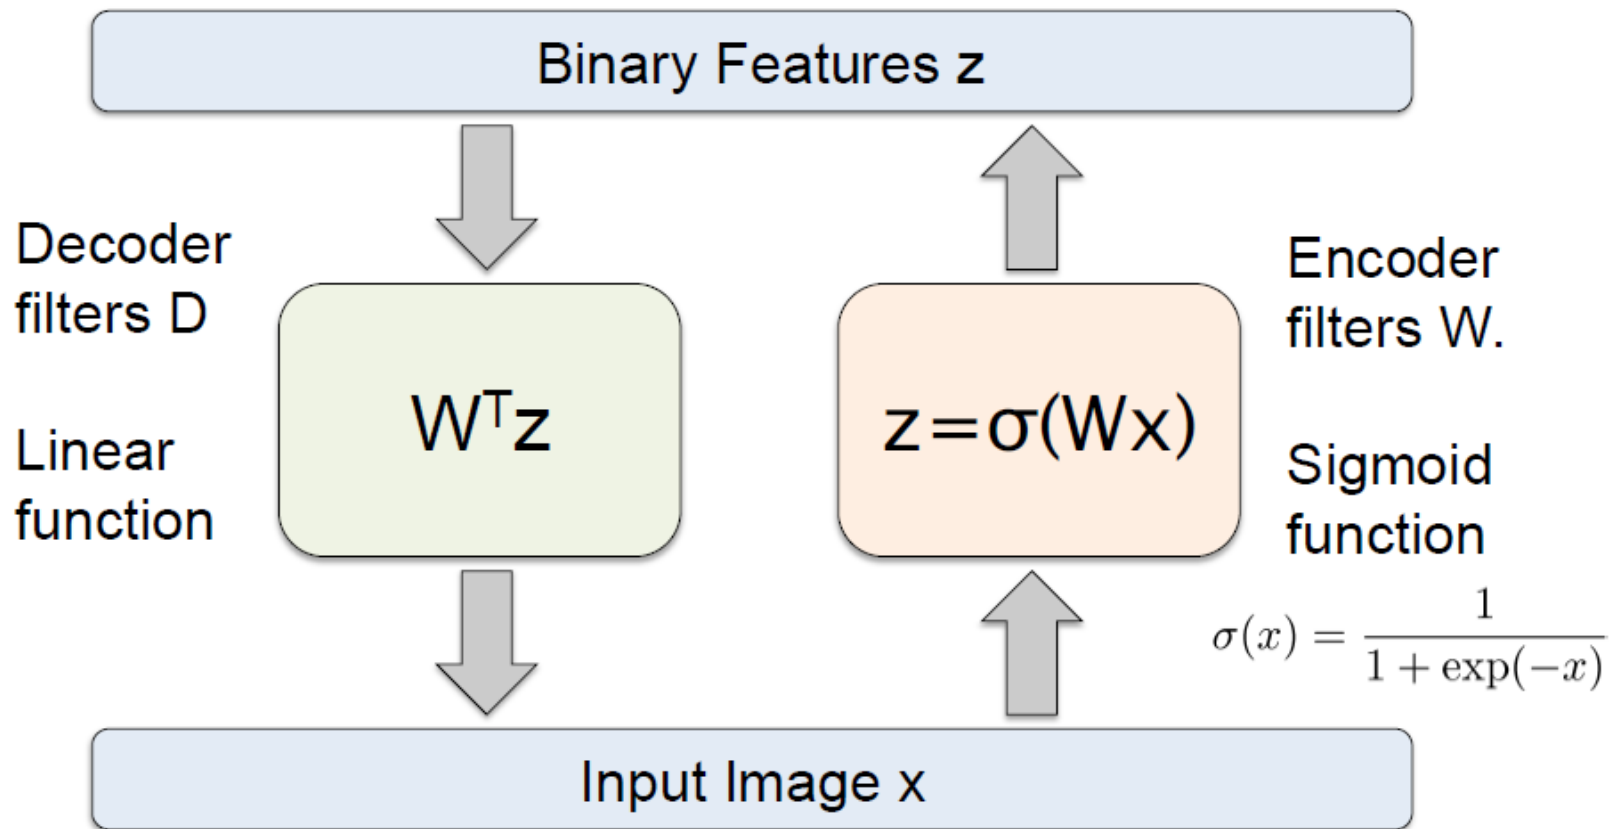 Binary Features z
Decoder
filters D
Linear
function
Wᵀz
z=σ(Wx)
Encoder
filters W.
Sigmoid
function
σ(x) = 1 / (1 + exp(−x))
Input Image x